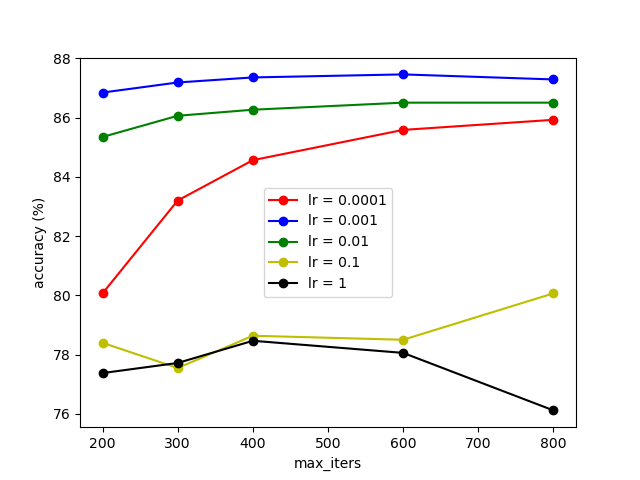 88
86
84
82
80
78
76
accuracy (%)
lr = 0.0001
lr = 0.001
lr = 0.01
lr = 0.1
lr = 1
200 300 400 500 600 700 800
max_iters